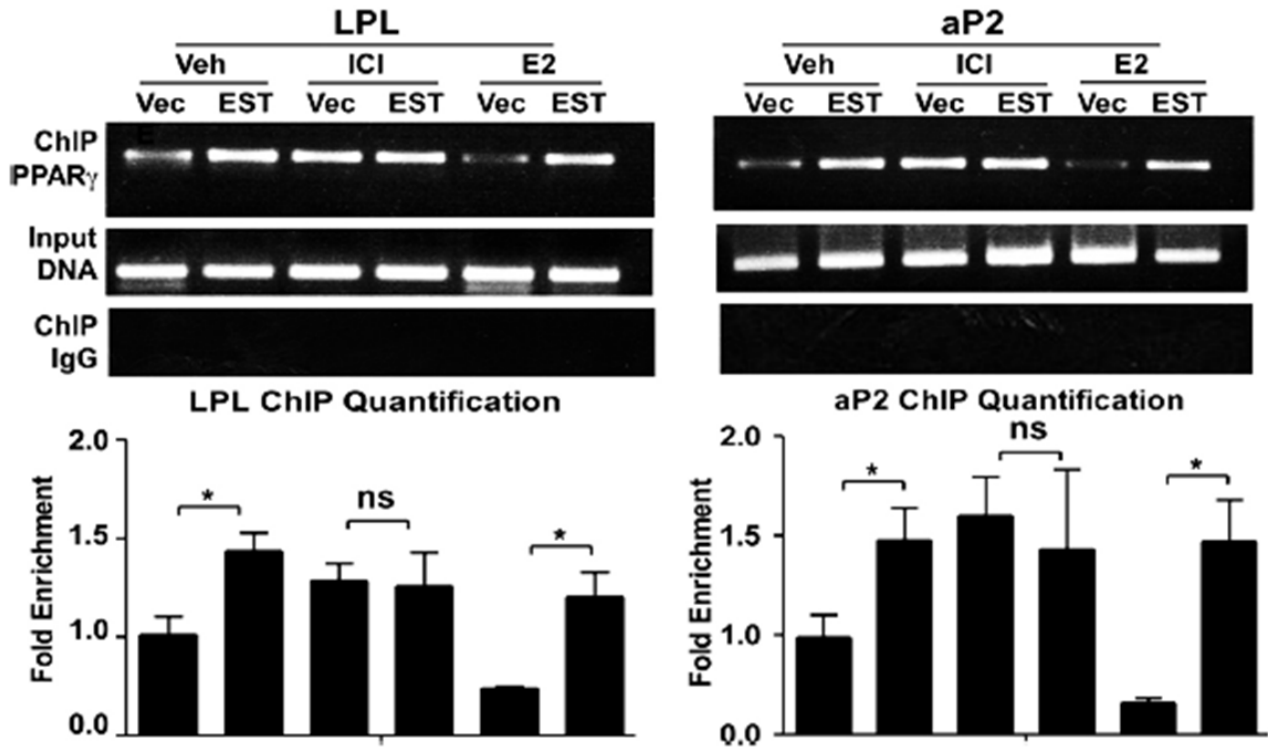 LPL
Veh ICI E2
Vec EST Vec EST Vec EST
ChIP
PPARγ
Input
DNA
ChIP
IgG
aP2
Veh ICI E2
Vec EST Vec EST Vec EST
LPL ChIP Quantification
Fold Enrichment
2.0
1.5
1.0
0.0
*
ns
*
aP2 ChIP Quantification
Fold Enrichment
2.0
1.5
1.0
0.0
*
ns
*